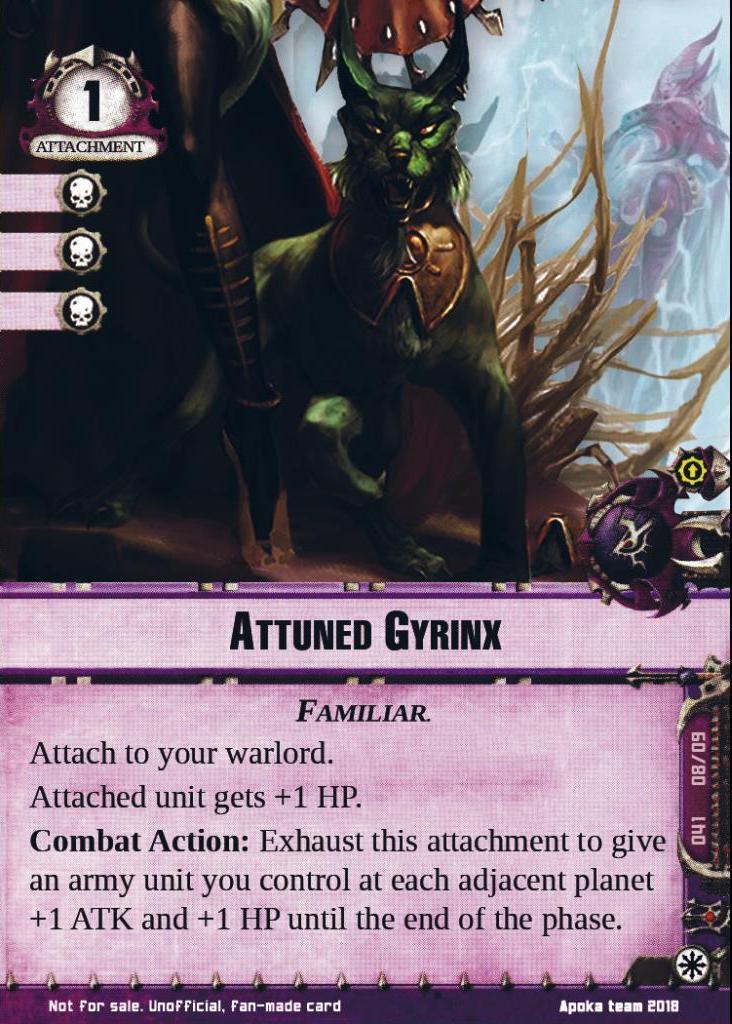 1
ATTACHMENT
ATTUNED GYRINX
FAMILIAR.
Attach to your warlord.
Attached unit gets +1 HP.
Combat Action: Exhaust this attachment to give
an army unit you control at each adjacent planet
+1 ATK and +1 HP until the end of the phase.
60/80
041
Not for sale. Unofficial, fan-made card
Apoka team 2018